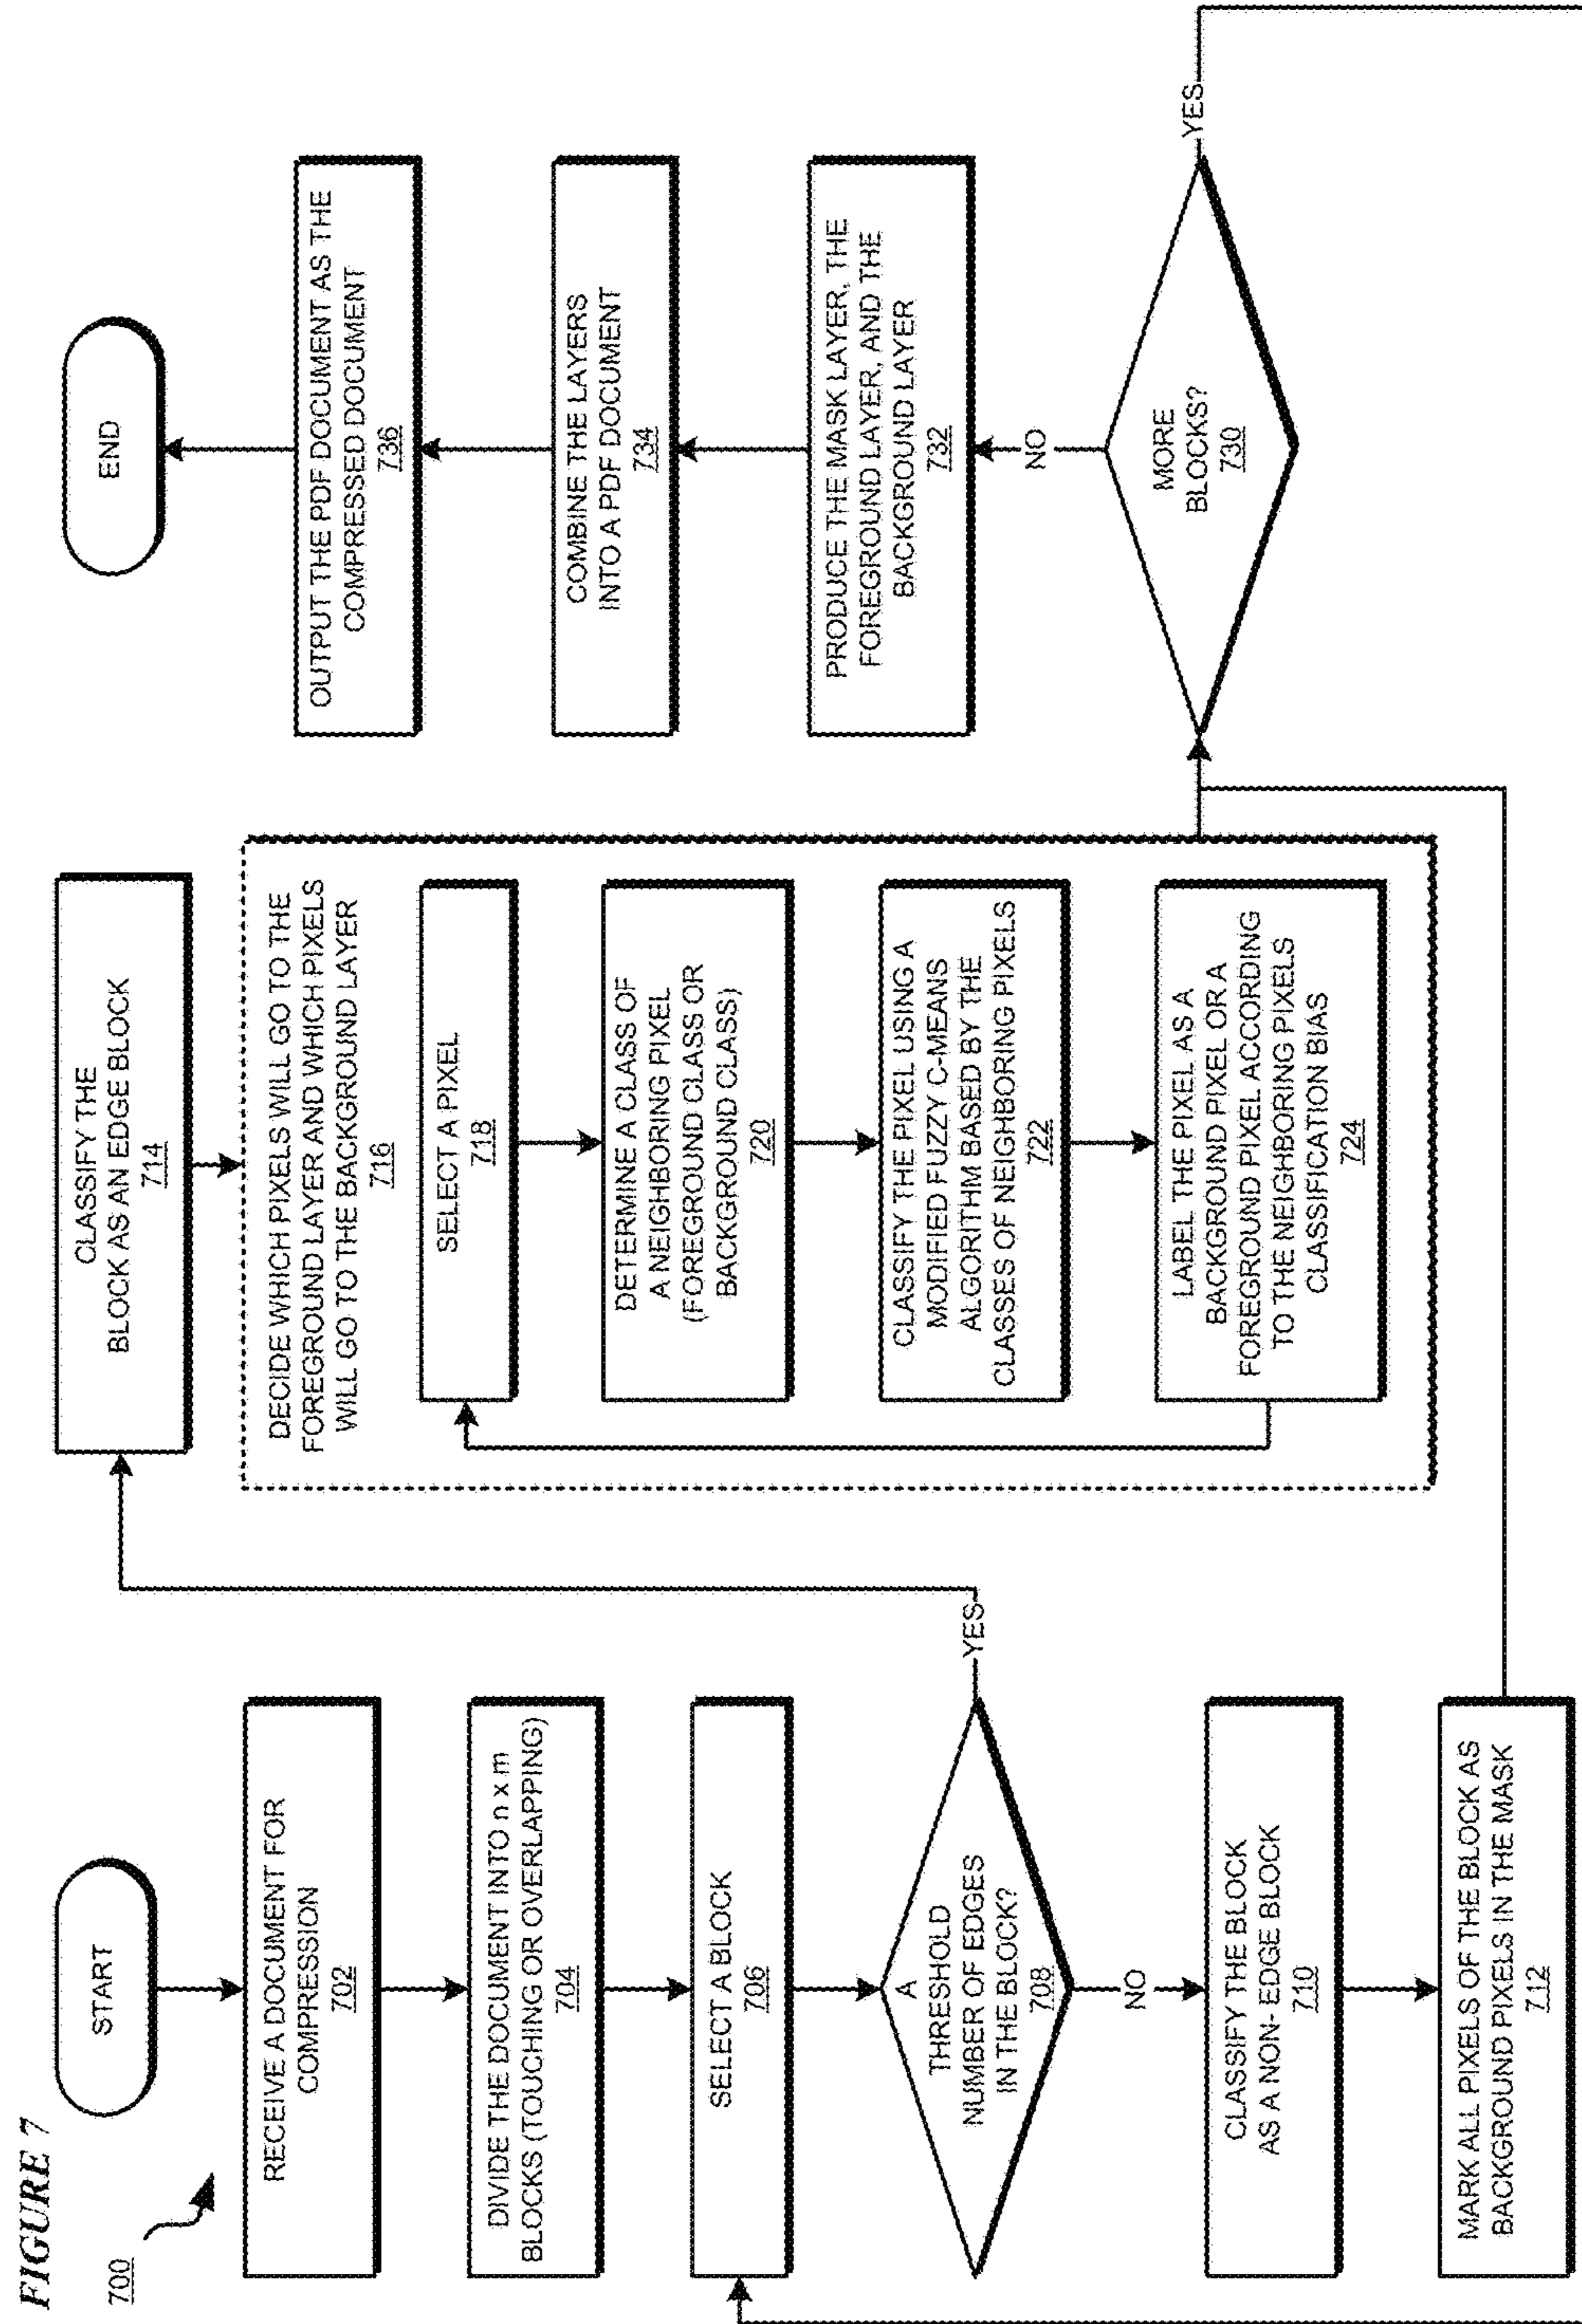 FIGURE 7
700
START
RECEIVE A DOCUMENT FOR
COMPRESSION
702
DIVIDE THE DOCUMENT INTO n x m
BLOCKS (TOUCHING OR OVERLAPPING)
704
SELECT A BLOCK
706
A
THRESHOLD
NUMBER OF EDGES
IN THE BLOCK?
708
YES
NO
CLASSIFY THE BLOCK
AS A NON- EDGE BLOCK
710
MARK ALL PIXELS OF THE BLOCK AS
BACKGROUND PIXELS IN THE MASK
712
CLASSIFY THE
BLOCK AS AN EDGE BLOCK
714
DECIDE WHICH PIXELS WILL GO TO THE
FOREGROUND LAYER AND WHICH PIXELS
WILL GO TO THE BACKGROUND LAYER
716
SELECT A PIXEL
718
DETERMINE A CLASS OF
A NEIGHBORING PIXEL
(FOREGROUND CLASS OR
BACKGROUND CLASS)
720
CLASSIFY THE PIXEL USING A
MODIFIED FUZZY C-MEANS
ALGORITHM BASED BY THE
CLASSES OF NEIGHBORING PIXELS
722
LABEL THE PIXEL AS A
BACKGROUND PIXEL OR A
FOREGROUND PIXEL ACCORDING
TO THE NEIGHBORING PIXELS
CLASSIFICATION BIAS
724
END
OUTPUT THE PDF DOCUMENT AS THE
COMPRESSED DOCUMENT
736
COMBINE THE LAYERS
INTO A PDF DOCUMENT
734
PRODUCE THE MASK LAYER, THE
FOREGROUND LAYER, AND THE
BACKGROUND LAYER
732
NO
MORE
BLOCKS?
730
YES